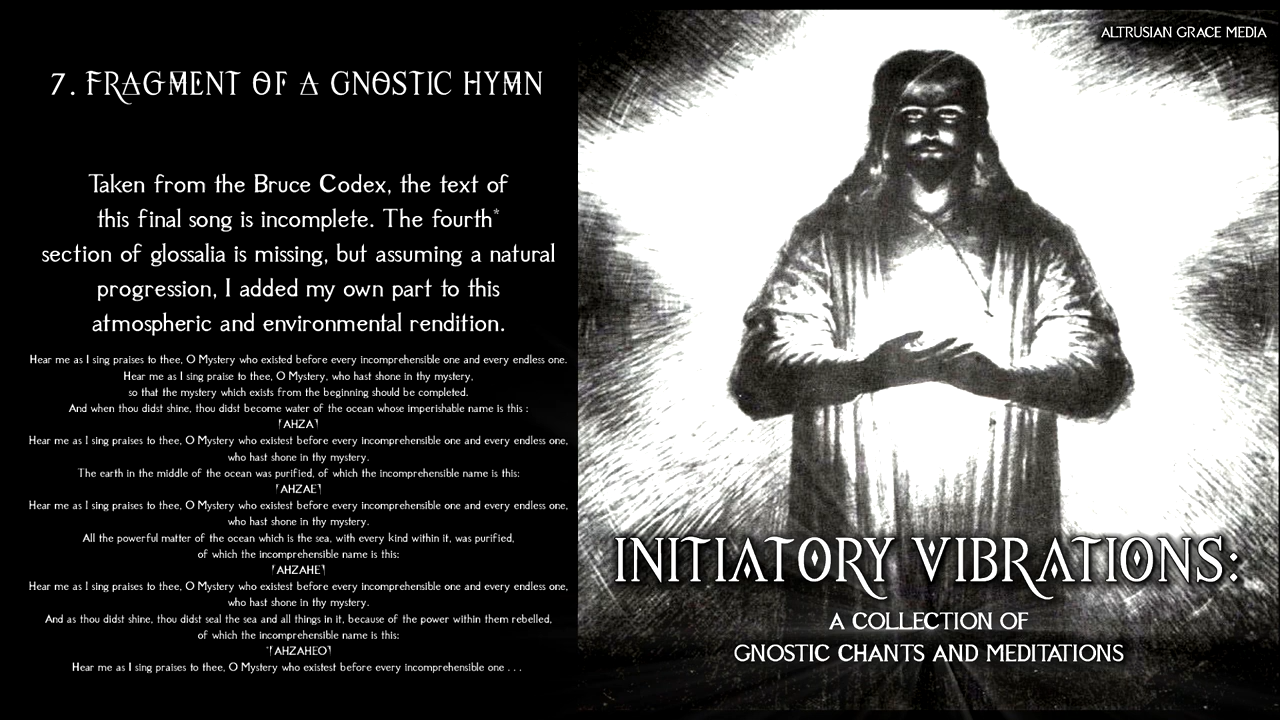 7. FRAGMENT OF A GNOSTIC HYMN
Taken from the Bruce Codex, the text of
this final song is incomplete. The fourth*
section of glossalia is missing, but assuming a natural
progression, I added my own part to this
atmospheric and environmental rendition.
Hear me as I sing praises to thee, O Mystery who existed before every incomprehensible one and every endless one.
Hear me as I sing praise to thee, O Mystery, who hast shone in thy mystery,
so that the mystery which exists from the beginning should be completed.
And when thou didst shine, thou didst become water of the ocean whose imperishable name is this :
⌈AHZA⌉
Hear me as I sing praises to thee, O Mystery who existest before every incomprehensible one and every endless one,
who hast shone in thy mystery.
The earth in the middle of the ocean was purified, of which the incomprehensible name is this:
⌈AHZAE⌉
Hear me as I sing praises to thee, O Mystery who existest before every incomprehensible one and every endless one,
who hast shone in thy mystery.
All the powerful matter of the ocean which is the sea, with every kind within it, was purified,
of which the incomprehensible name is this:
⌈AHZAHE⌉
Hear me as I sing praises to thee, O Mystery who existest before every incomprehensible one and every endless one,
who hast shone in thy mystery.
And as thou didst shine, thou didst seal the sea and all things in it, because of the power within them rebelled,
of which the incomprehensible name is this:
*⌈AHZAHEO⌉
Hear me as I sing praises to thee, O Mystery who existest before every incomprehensible one . . .
ALTRUSIAN GRACE MEDIA
INITIATORY VIBRATIONS:
A COLLECTION OF
GNOSTIC CHANTS AND MEDITATIONS